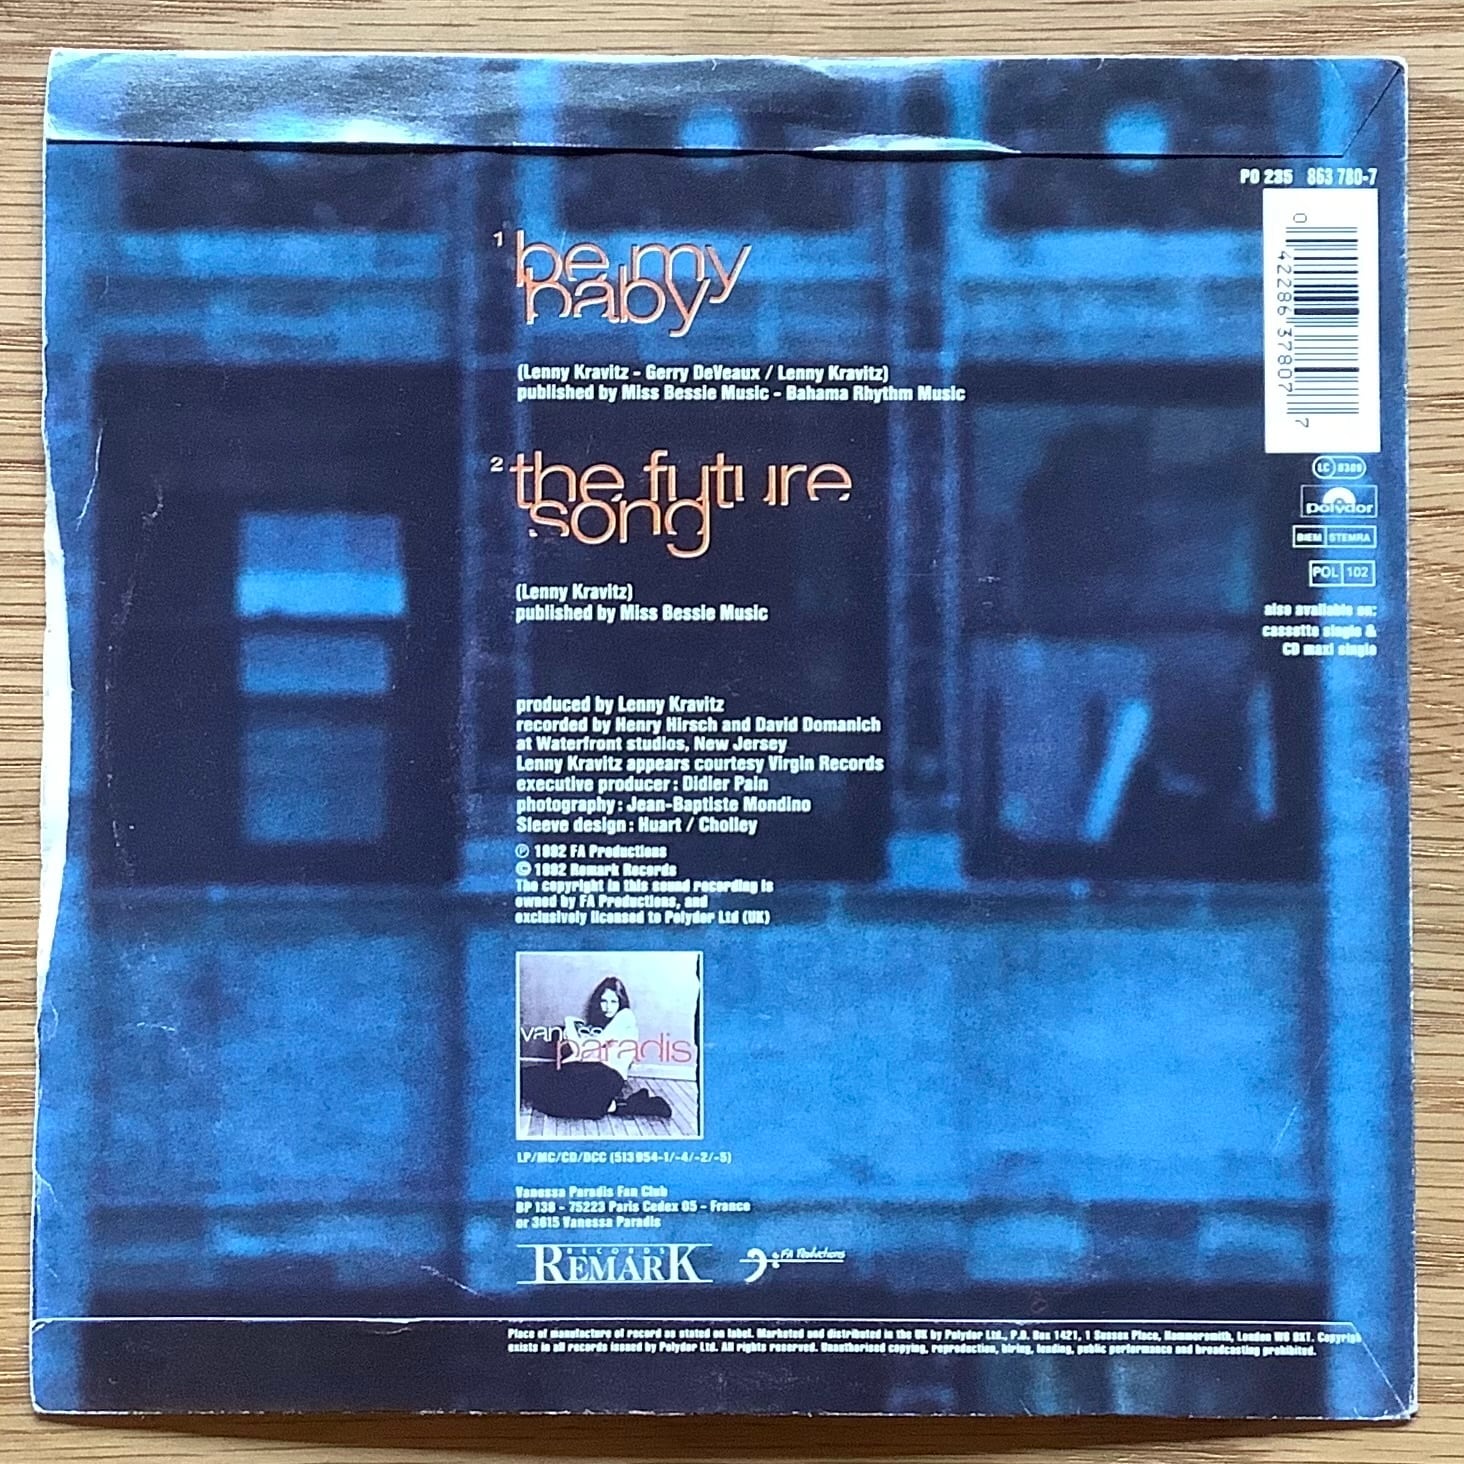 PO 235 863 780-7
0 42286 37807 7
LC 0309
polydor
BIEM STEMRA
POL 102
also available on:
cassette single &
CD maxi single
1 be my
baby
(Lenny Kravitz - Gerry DeVeaux / Lenny Kravitz)
published by Miss Bessie Music - Bahama Rhythm Music
2 the future
song
(Lenny Kravitz)
published by Miss Bessie Music
produced by Lenny Kravitz
recorded by Henry Hirsch and David Domanich
at Waterfront studios, New Jersey
Lenny Kravitz appears courtesy Virgin Records
executive producer : Didier Pain
photography : Jean-Baptiste Mondino
Sleeve design : Huart / Cholley
℗ 1992 FA Productions
© 1992 Remark Records
The copyright in this sound recording is
owned by FA Productions, and
exclusively licensed to Polydor Ltd (UK)
vanessa
paradis
LP/MC/CD/DCC (513 954-1/-4/-2/-5)
Vanessa Paradis Fan Club
BP 138 - 75223 Paris Cedex 05 - France
or 3615 Vanessa Paradis
RECORDS
REMARK
FA Productions
Place of manufacture of record as stated on label. Marketed and distributed in the UK by Polydor Ltd., P.O. Box 1421, 1 Sussex Place, Hammersmith, London W6 9XT. Copyright
exists in all records issued by Polydor Ltd. All rights reserved. Unauthorised copying, reproduction, hiring, lending, public performance and broadcasting prohibited.